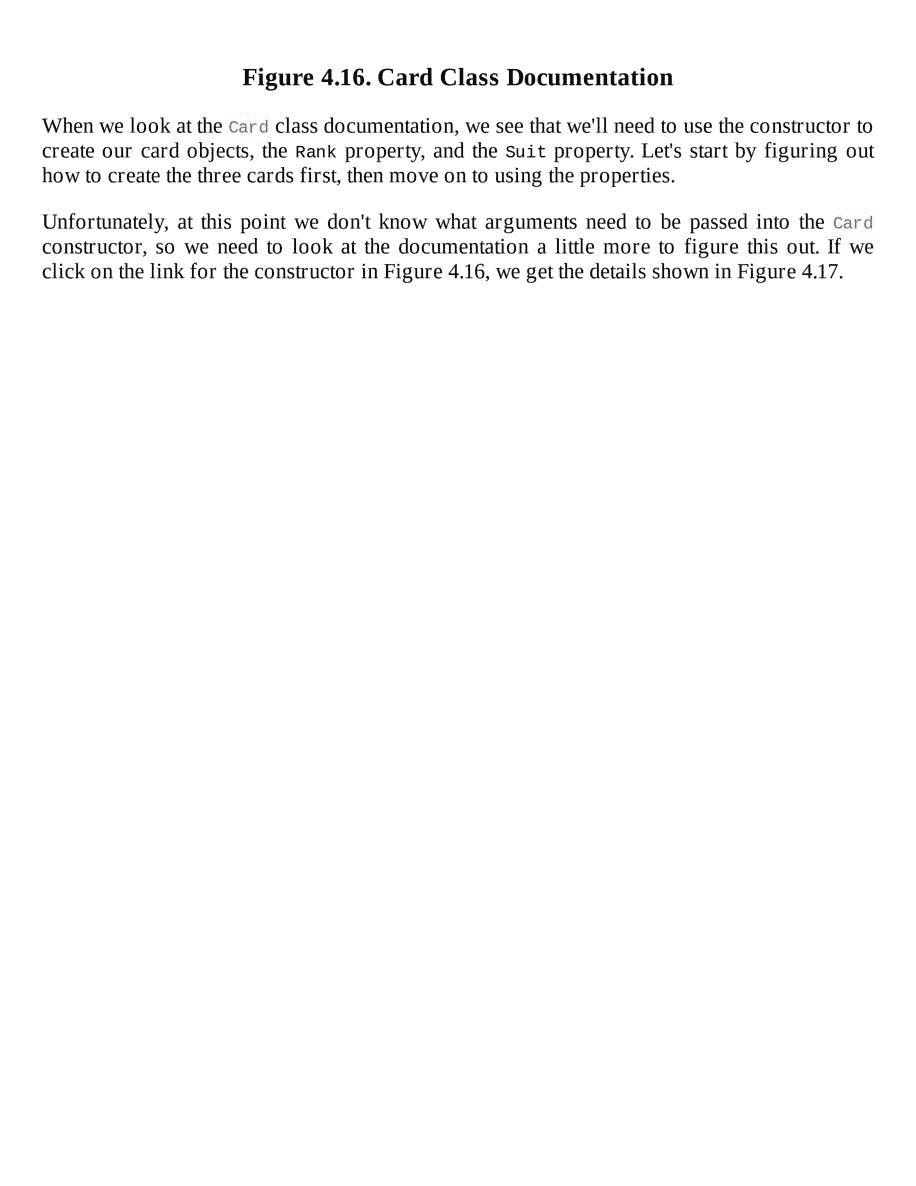 Figure 4.16. Card Class Documentation
When we look at the Card class documentation, we see that we'll need to use the constructor to
create our card objects, the Rank property, and the Suit property. Let's start by figuring out
how to create the three cards first, then move on to using the properties.
Unfortunately, at this point we don't know what arguments need to be passed into the Card
constructor, so we need to look at the documentation a little more to figure this out. If we
click on the link for the constructor in Figure 4.16, we get the details shown in Figure 4.17.